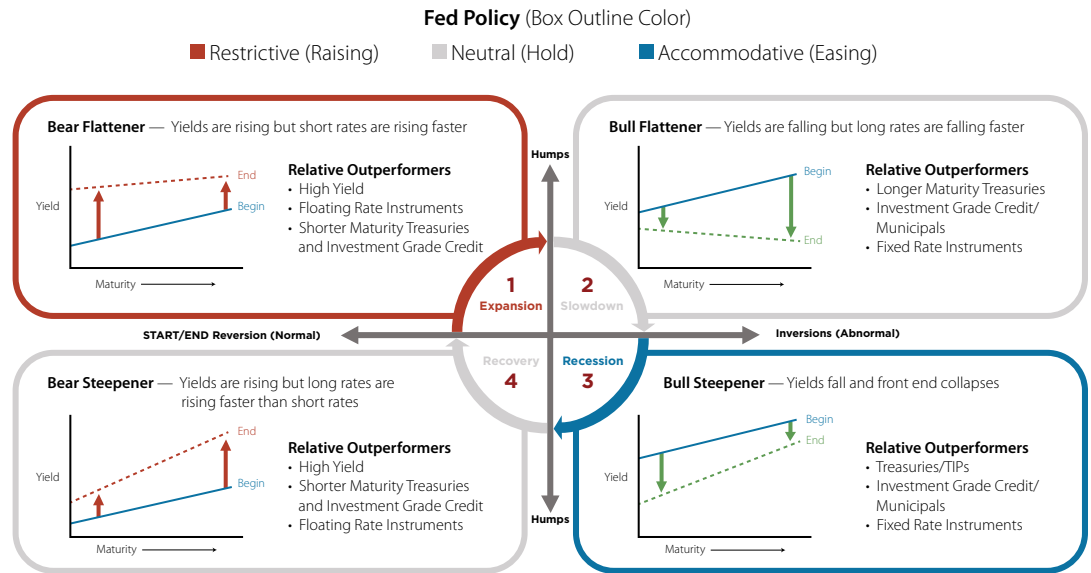 Fed Policy (Box Outline Color)
Restrictive (Raising)
Neutral (Hold)
Accommodative (Easing)
Bear Flattener — Yields are rising but short rates are rising faster
Yield
End
Begin
Maturity
Relative Outperformers
• High Yield
• Floating Rate Instruments
• Shorter Maturity Treasuries
and Investment Grade Credit
Humps
Bull Flattener — Yields are falling but long rates are falling faster
Yield
Begin
End
Maturity
Relative Outperformers
• Longer Maturity Treasuries
• Investment Grade Credit/
Municipals
• Fixed Rate Instruments
1
Expansion
2
Slowdown
START/END Reversion (Normal)
Inversions (Abnormal)
Recovery
4
Recession
3
Bear Steepener — Yields are rising but long rates are
rising faster than short rates
Yield
End
Begin
Maturity
Relative Outperformers
• High Yield
• Shorter Maturity Treasuries
and Investment Grade Credit
• Floating Rate Instruments
Humps
Bull Steepener — Yields fall and front end collapses
Yield
Begin
End
Maturity
Relative Outperformers
• Treasuries/TIPs
• Investment Grade Credit/
Municipals
• Fixed Rate Instruments